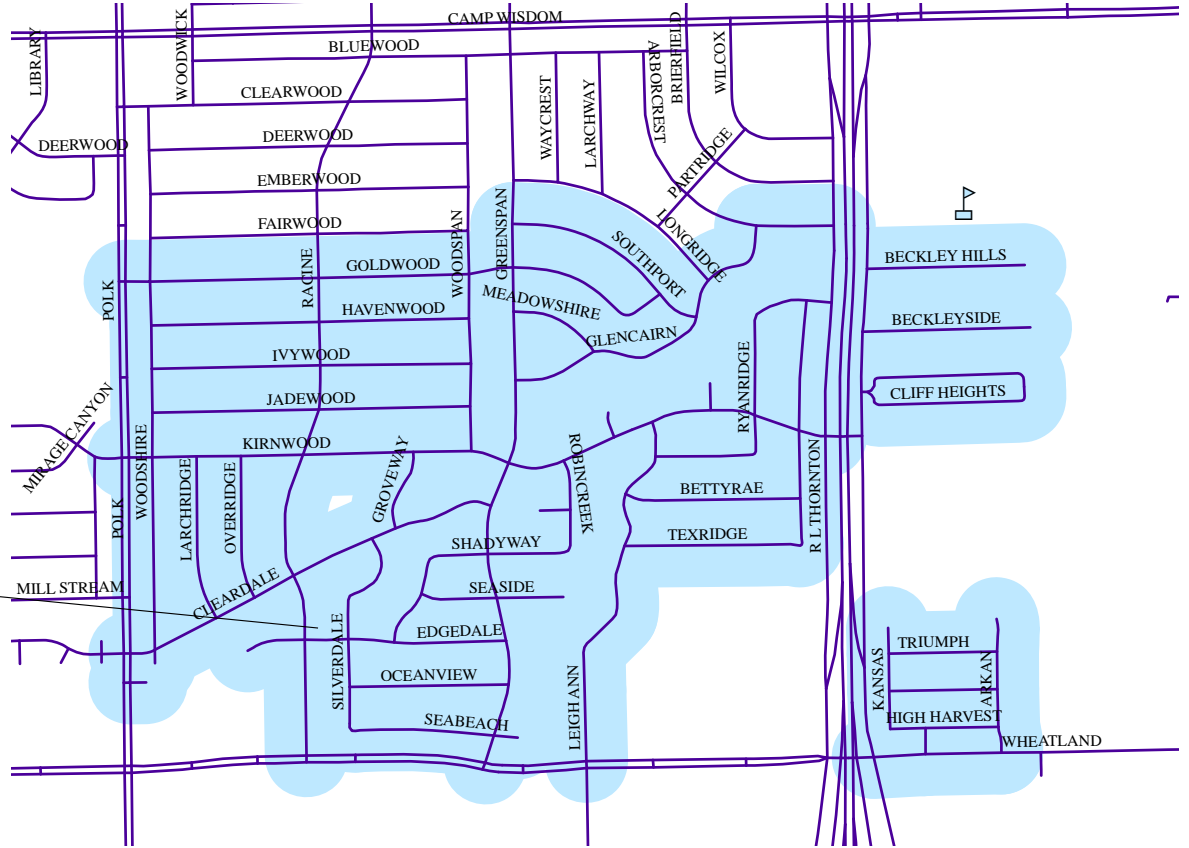 CAMP WISDOM
WOODWICK
LIBRARY
BLUEWOOD
ARBORCREST
BRIERFIELD
WILCOX
CLEARWOOD
WAYCREST
LARCHWAY
DEERWOOD
DEERWOOD
PARTRIDGE
EMBERWOOD
FAIRWOOD
WOODSPAN
GREENSPAN
LONGRIDGE
SOUTHPORT
BECKLEY HILLS
GOLDWOOD
RACINE
POLK
MEADOWSHIRE
HAVENWOOD
BECKLEYSIDE
GLENCAIRN
IVYWOOD
RYANRIDGE
CLIFF HEIGHTS
JADEWOOD
MIRAGE CANYON
KIRNWOOD
WOODSHIRE
GROVEWAY
ROBINCREEK
R L THORNTON
LARCHRIDGE
OVERRIDGE
POLK
BETTYRAE
TEXRIDGE
SHADYWAY
MILL STREAM
CLEARDALE
SEASIDE
EDGEDALE
TRIUMPH
SILVERDALE
OCEANVIEW
KANSAS
ARKAN
LEIGH ANN
HIGH HARVEST
SEABEACH
WHEATLAND